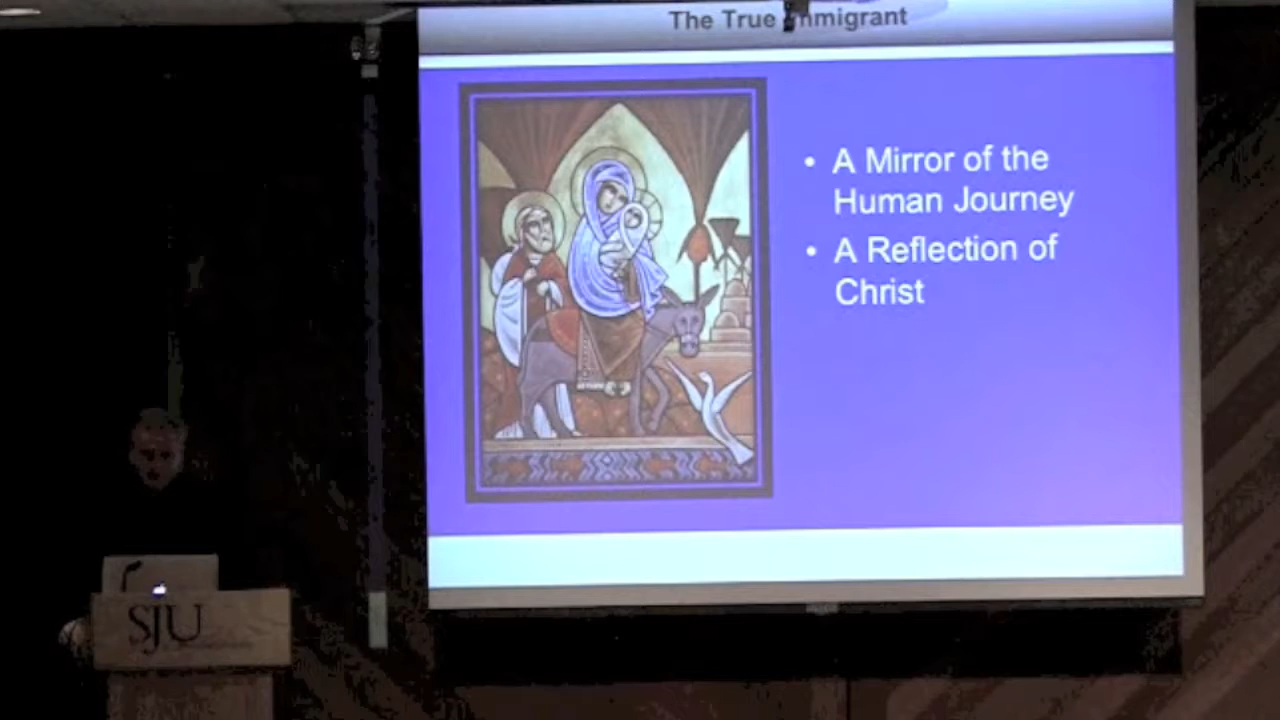 The True Immigrant
• A Mirror of the
Human Journey
• A Reflection of
Christ
SJU